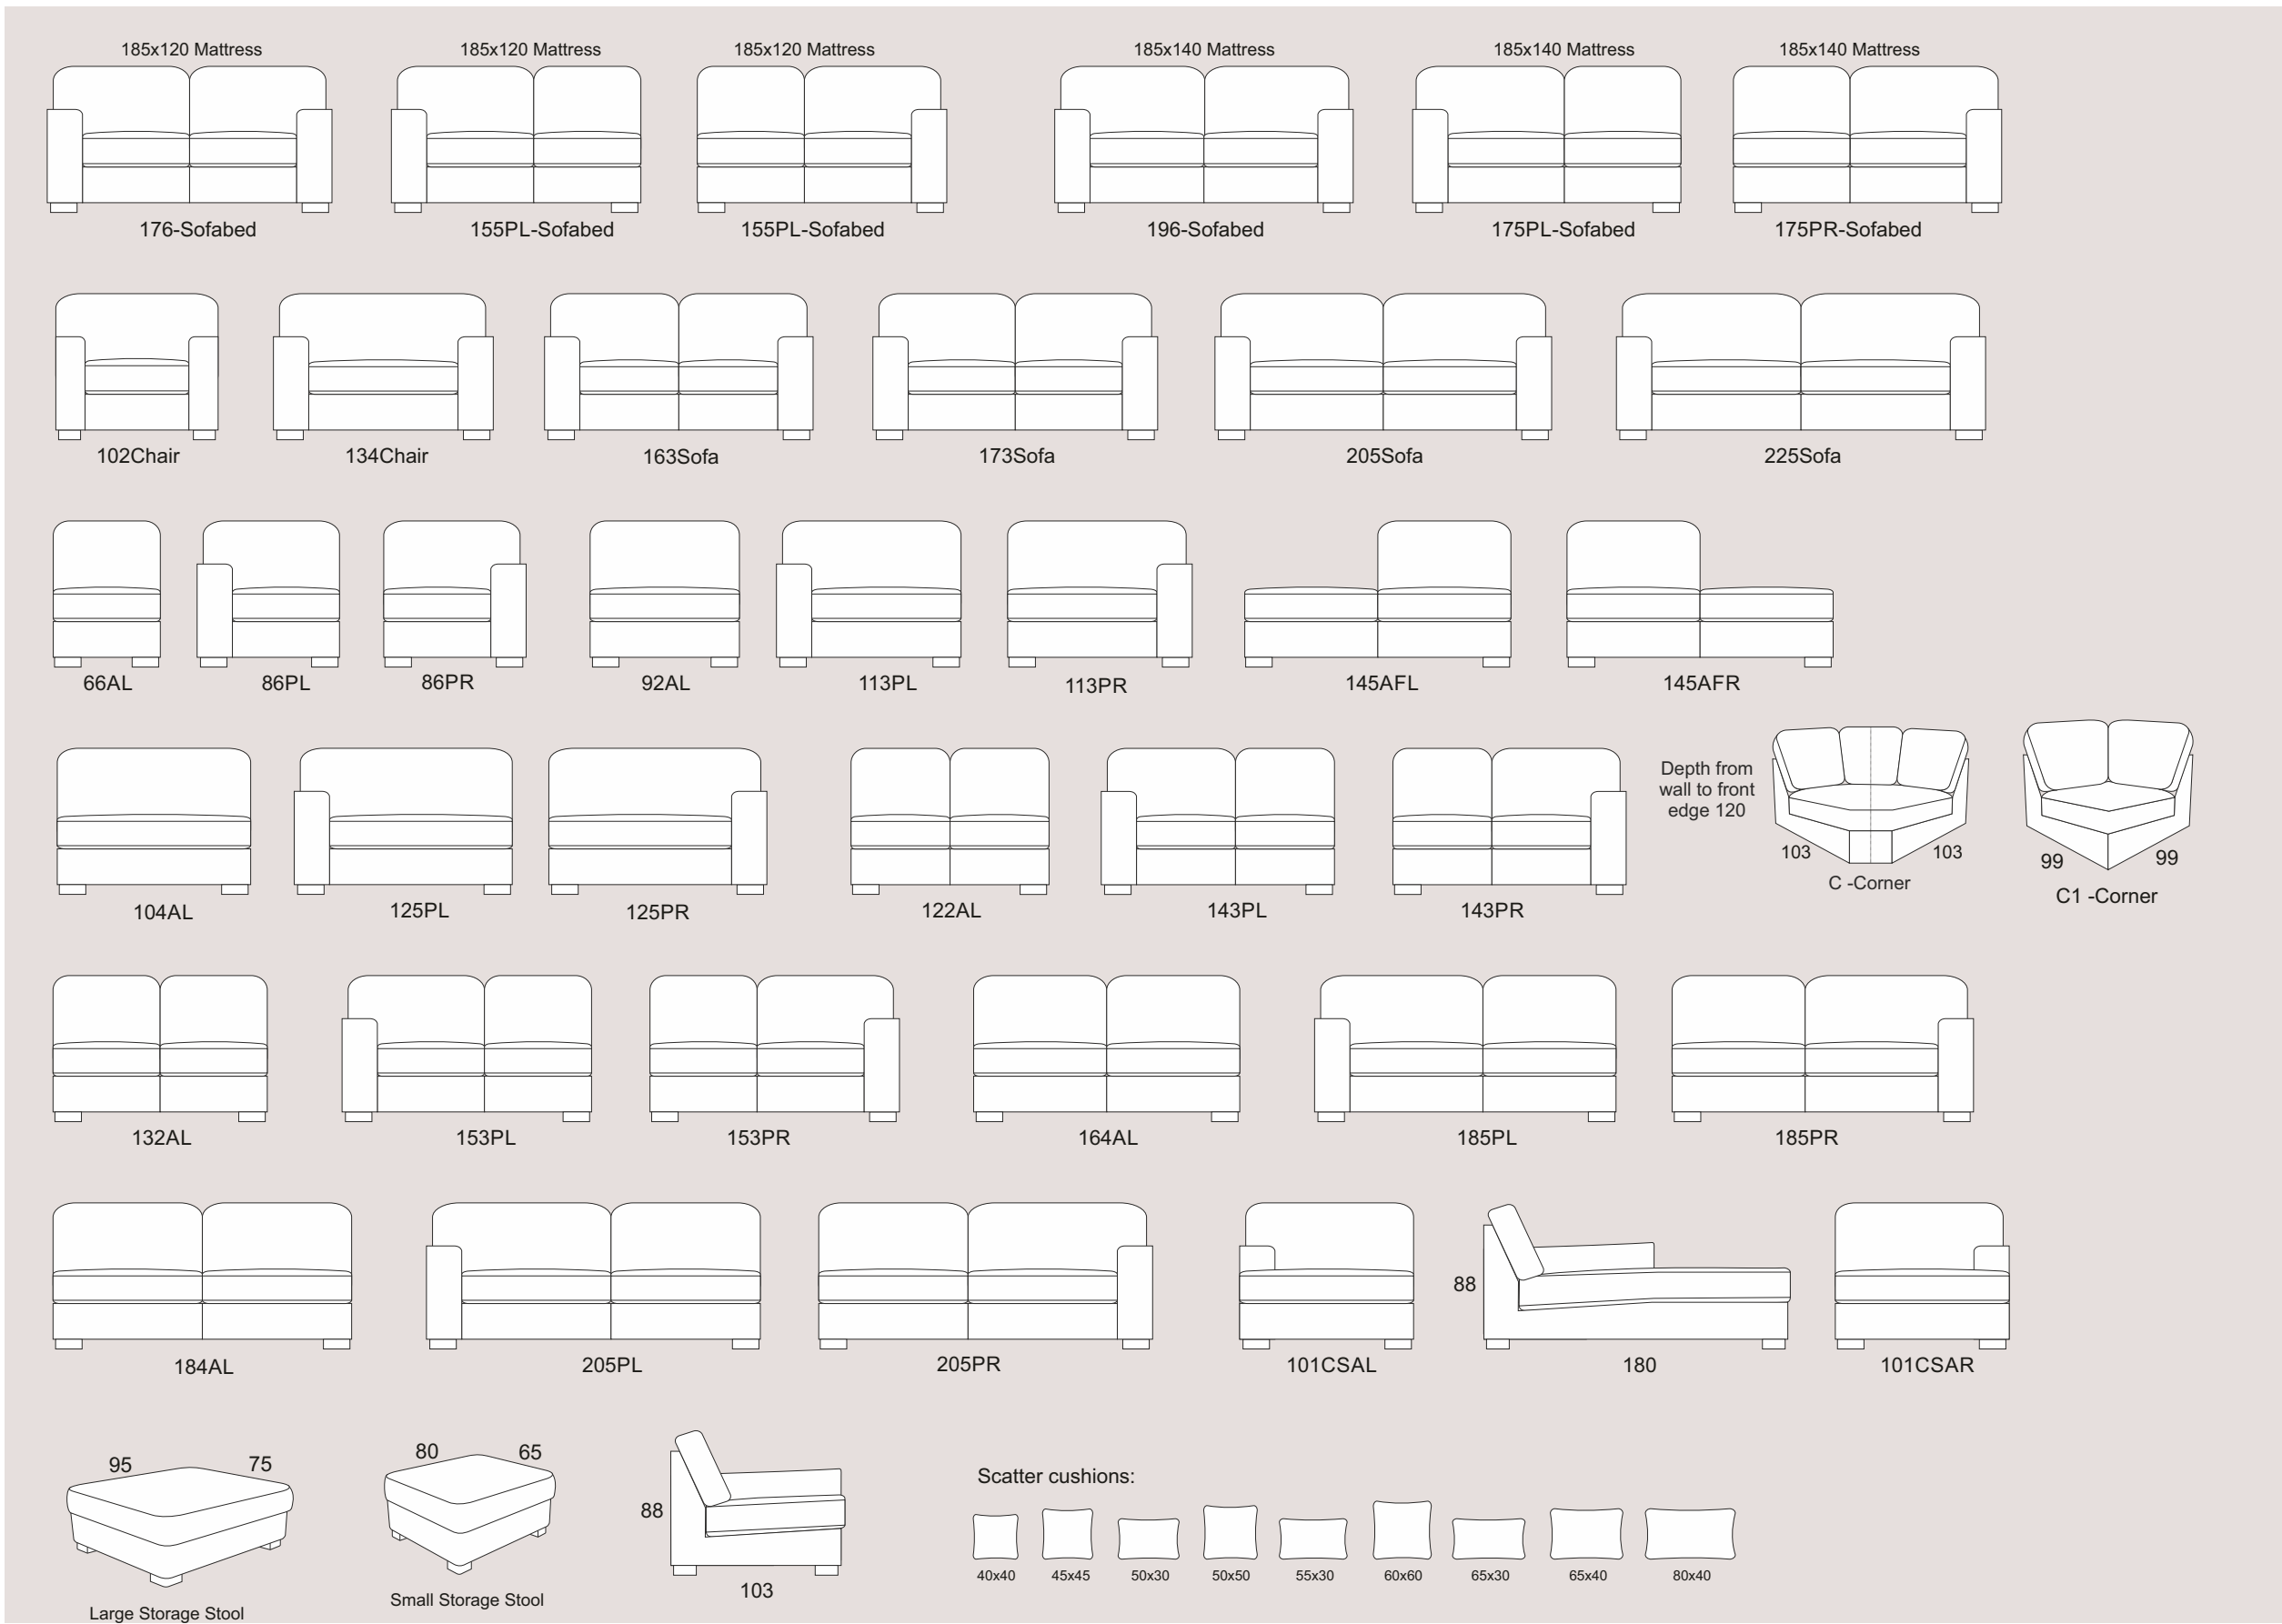 185x120 Mattress
185x120 Mattress
185x120 Mattress
185x140 Mattress
185x140 Mattress
185x140 Mattress
176-Sofabed
155PL-Sofabed
155PL-Sofabed
196-Sofabed
175PL-Sofabed
175PR-Sofabed
102Chair
134Chair
163Sofa
173Sofa
205Sofa
225Sofa
66AL
86PL
86PR
92AL
113PL
113PR
145AFL
145AFR
104AL
125PL
125PR
122AL
143PL
143PR
Depth from
wall to front
edge 120
103
103
C -Corner
99
99
C1 -Corner
132AL
153PL
153PR
164AL
185PL
185PR
184AL
205PL
205PR
101CSAL
88
180
101CSAR
95
75
Large Storage Stool
80
65
Small Storage Stool
88
103
Scatter cushions:
40x40
45x45
50x30
50x50
55x30
60x60
65x30
65x40
80x40